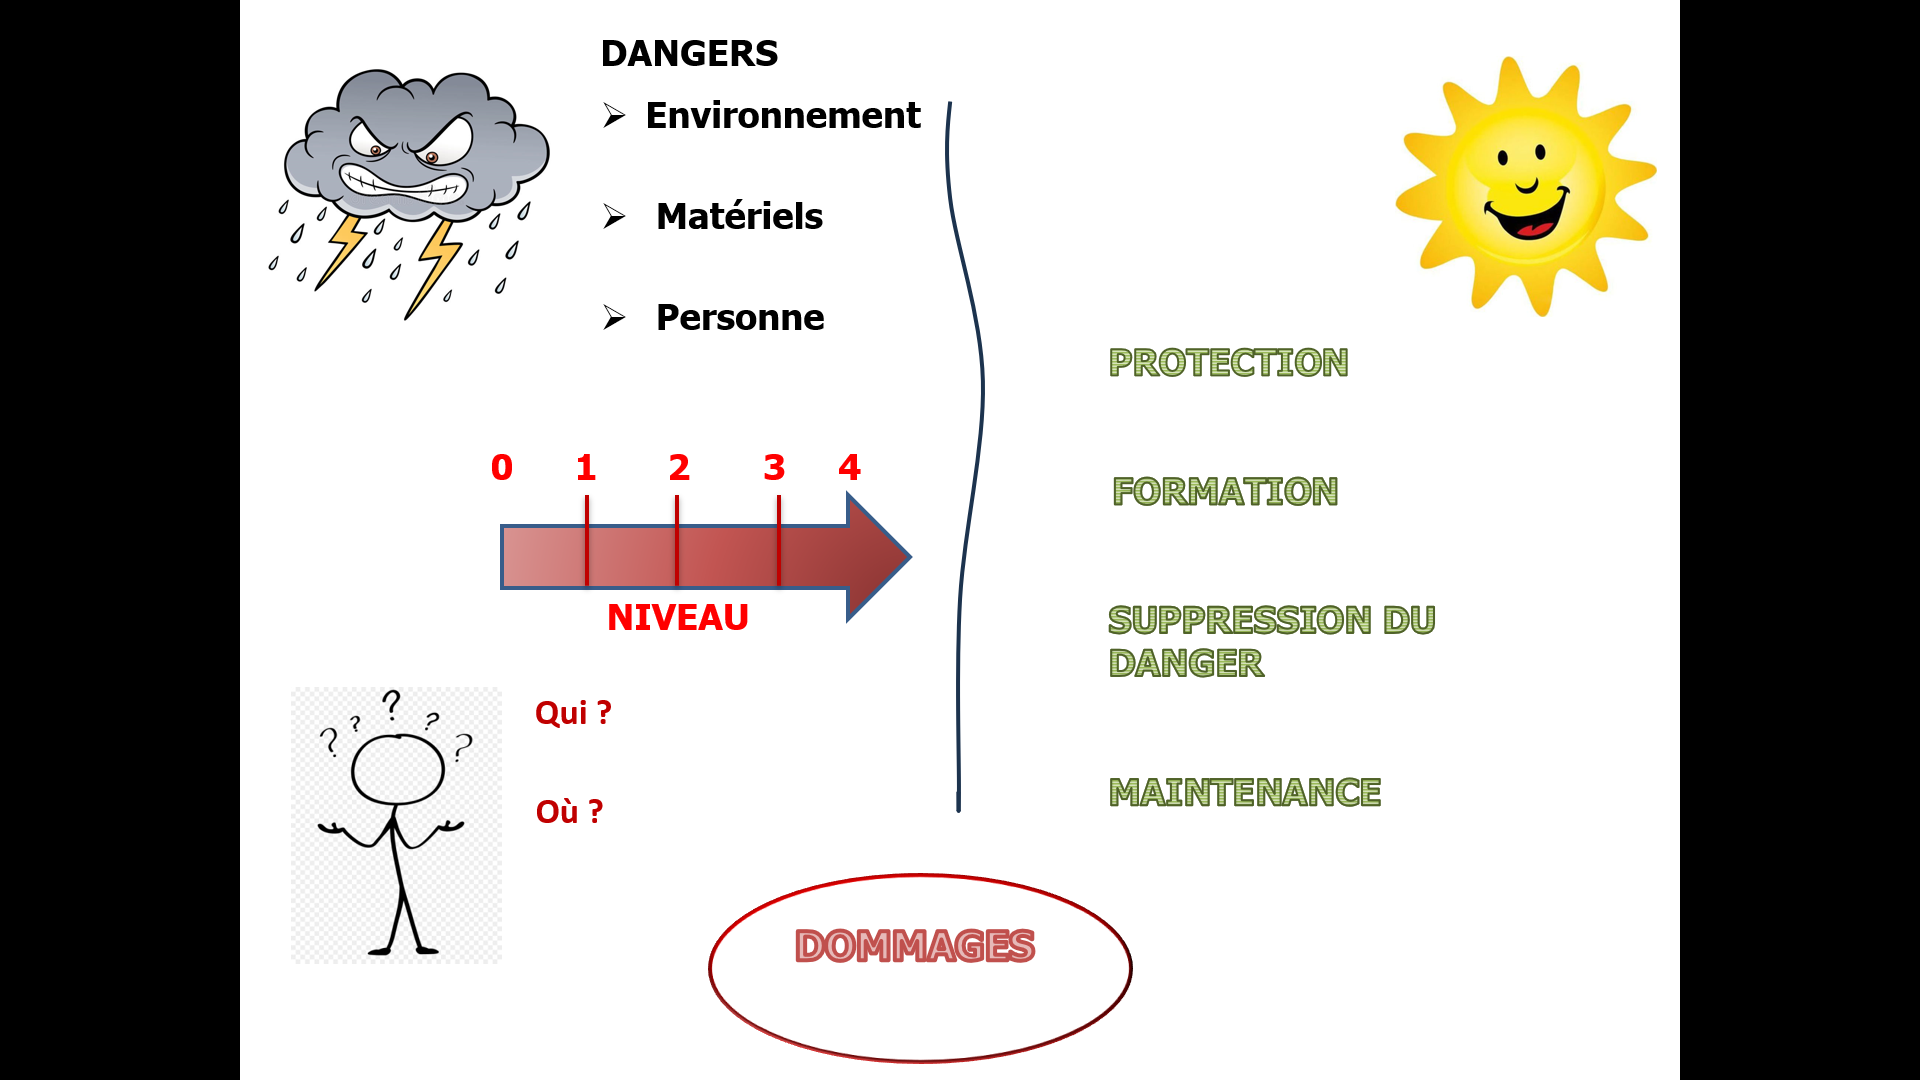 DANGERS
Environnement
Matériels
Personne
0 1 2 3 4
NIVEAU
Qui ?
Où ?
? ? ? ? ?
PROTECTION
FORMATION
SUPPRESSION DU
DANGER
MAINTENANCE
DOMMAGES